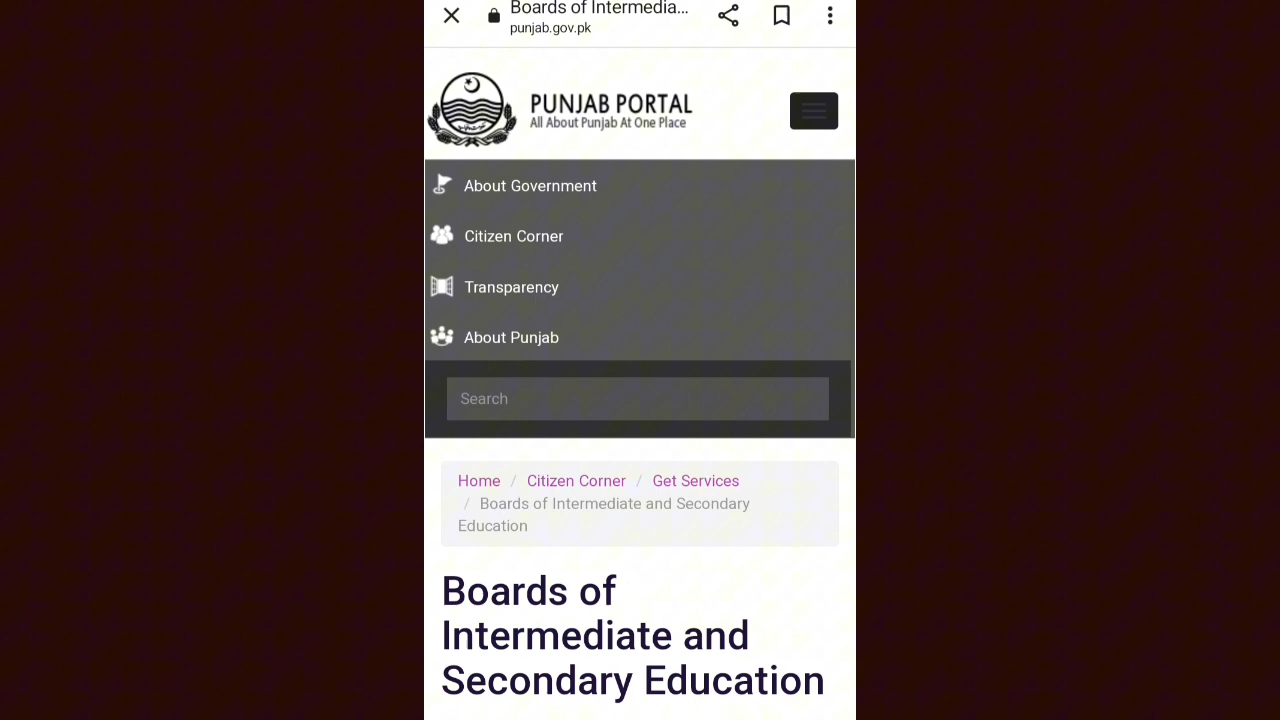 Boards of Intermedia...
punjab.gov.pk
PUNJAB PORTAL
All About Punjab At One Place
About Government
Citizen Corner
Transparency
About Punjab
Search
Home / Citizen Corner / Get Services
/ Boards of Intermediate and Secondary
Education
Boards of
Intermediate and
Secondary Education